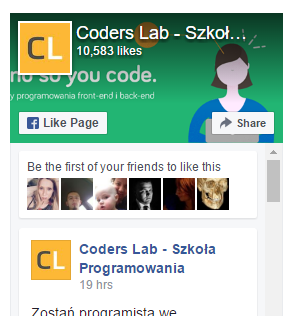 CL
Coders Lab - Szkoł...
10,583 likes
no so you code.
y programowania front-end i back-end
Like Page
Share
Be the first of your friends to like this
CL
Coders Lab - Szkoła
Programowania
19 hrs
Zostań programistą we